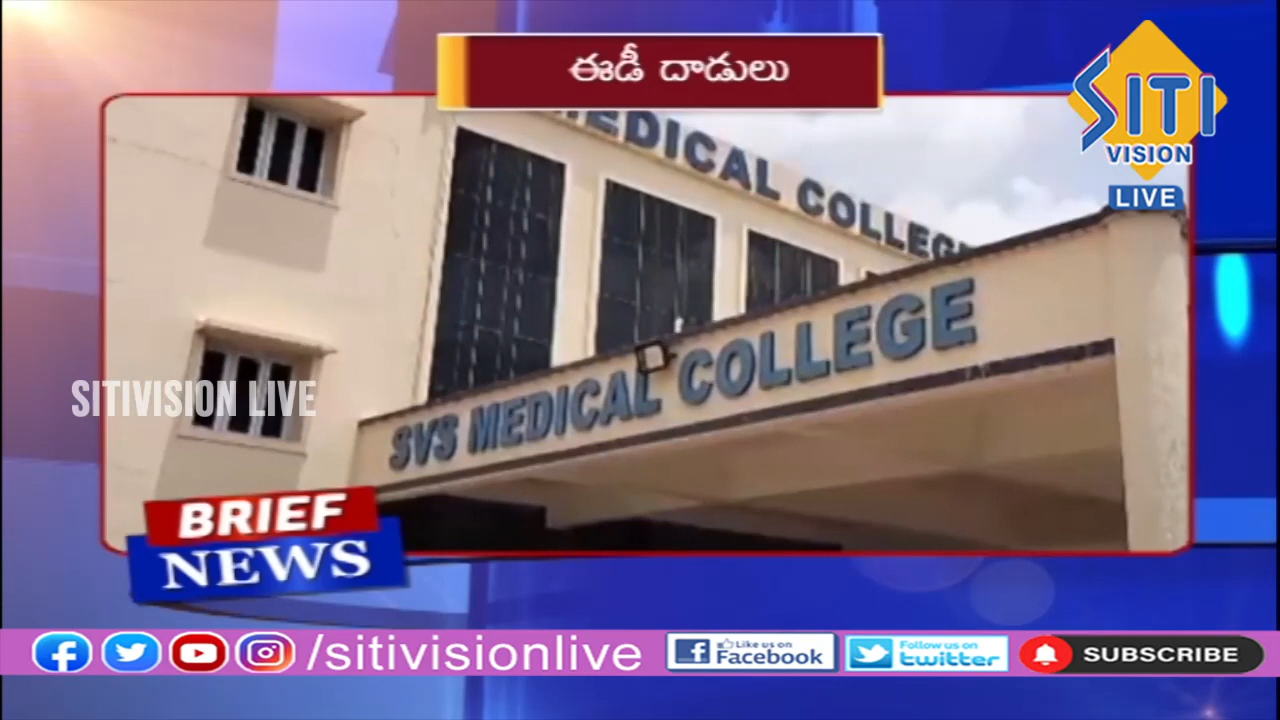 ఈడీ దాడులు
SITI
VISION
LIVE
MEDICAL COLLEGE
SVS MEDICAL COLLEGE
SITIVISION LIVE
BRIEF
NEWS
/sitivisionlive
Like us on
Facebook
Follow us on
twitter
SUBSCRIBE